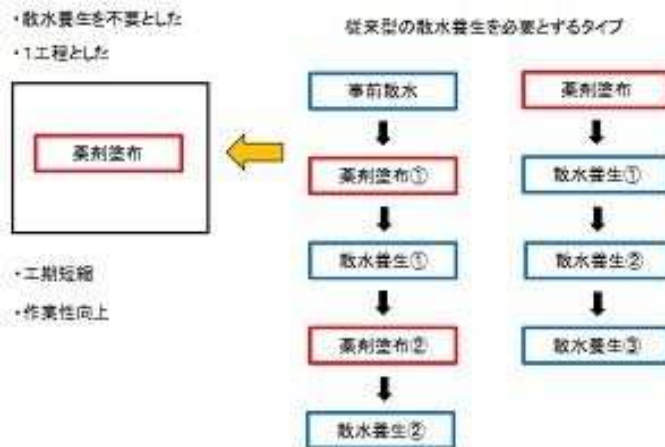 ・散水養生を不要とした
・1工程とした
薬剤塗布
・工期短縮
・作業性向上
従来型の散水養生を必要とするタイプ
事前散水
薬剤塗布①
散水養生①
薬剤塗布②
散水養生②
薬剤塗布
散水養生①
散水養生②
散水養生③